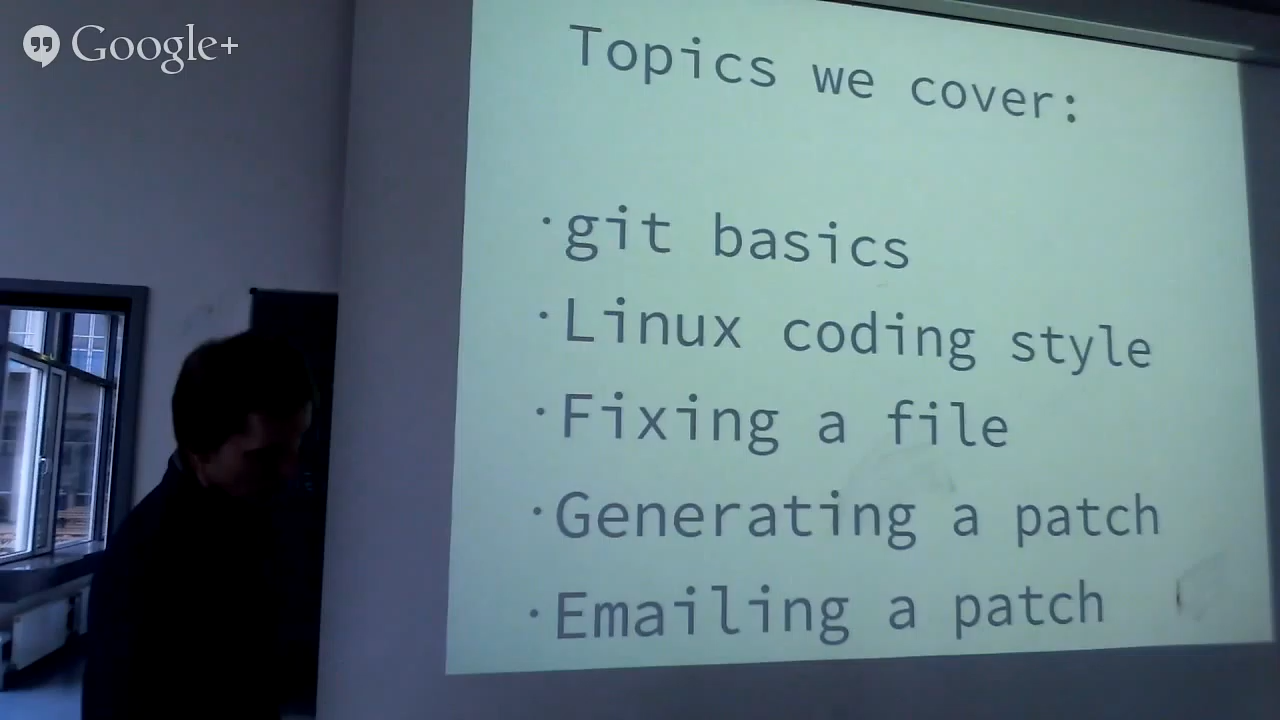 Google+
Topics we cover:
·git basics
·Linux coding style
·Fixing a file
·Generating a patch
·Emailing a patch